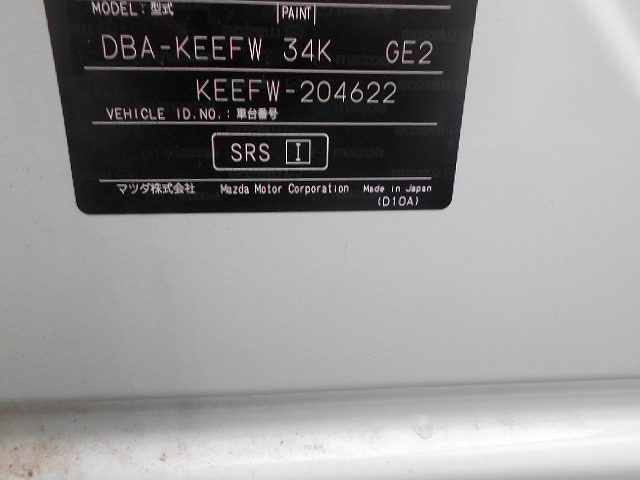 MODEL: 型式 PAINT
DBA-KEEFW 34K GE2
KEEFW-204622
VEHICLE ID.NO.: 車台番号
SRS I
マツダ株式会社 Mazda Motor Corporation Made in Japan
(D10A)